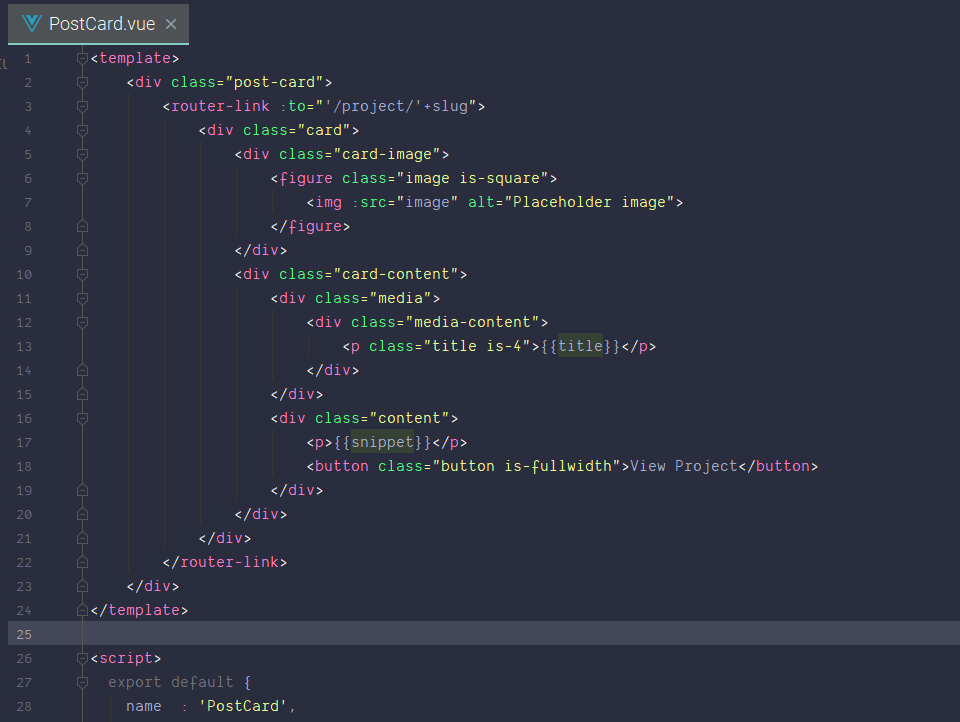 PostCard.vue ×
1 <template>
2 <div class="post-card">
3 <router-link :to="'/project/'+slug">
4 <div class="card">
5 <div class="card-image">
6 <figure class="image is-square">
7 <img :src="image" alt="Placeholder image">
8 </figure>
9 </div>
10 <div class="card-content">
11 <div class="media">
12 <div class="media-content">
13 <p class="title is-4">{{title}}</p>
14 </div>
15 </div>
16 <div class="content">
17 <p>{{snippet}}</p>
18 <button class="button is-fullwidth">View Project</button>
19 </div>
20 </div>
21 </div>
22 </router-link>
23 </div>
24 </template>
25
26 <script>
27 export default {
28 name : 'PostCard',